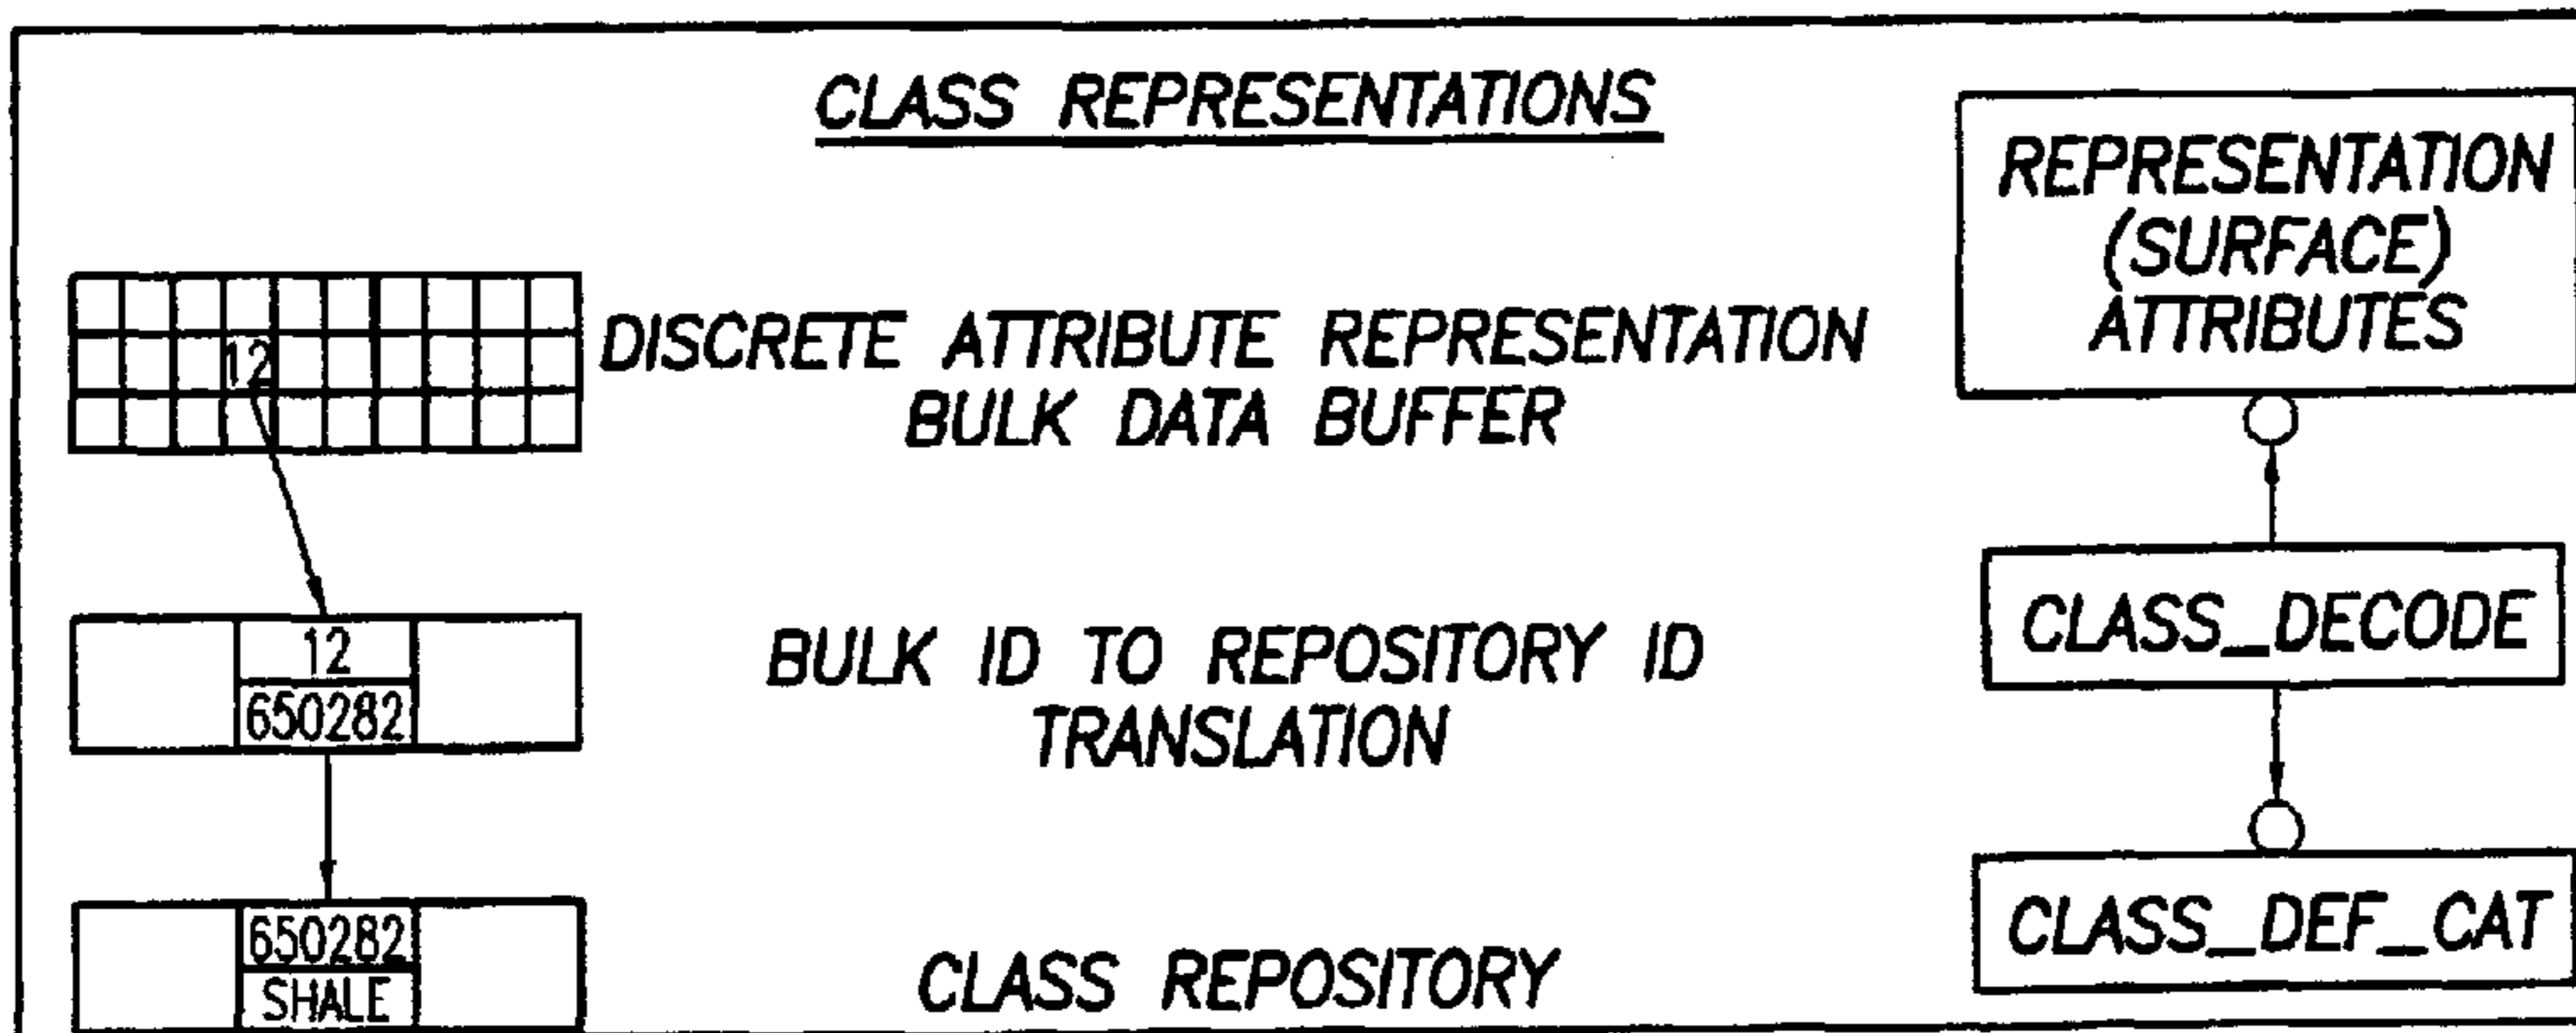 CLASS REPRESENTATIONS
12
DISCRETE ATTRIBUTE REPRESENTATION
BULK DATA BUFFER
12
650282
BULK ID TO REPOSITORY ID
TRANSLATION
650282
SHALE
CLASS REPOSITORY
REPRESENTATION
(SURFACE)
ATTRIBUTES
CLASS_DECODE
CLASS_DEF_CAT